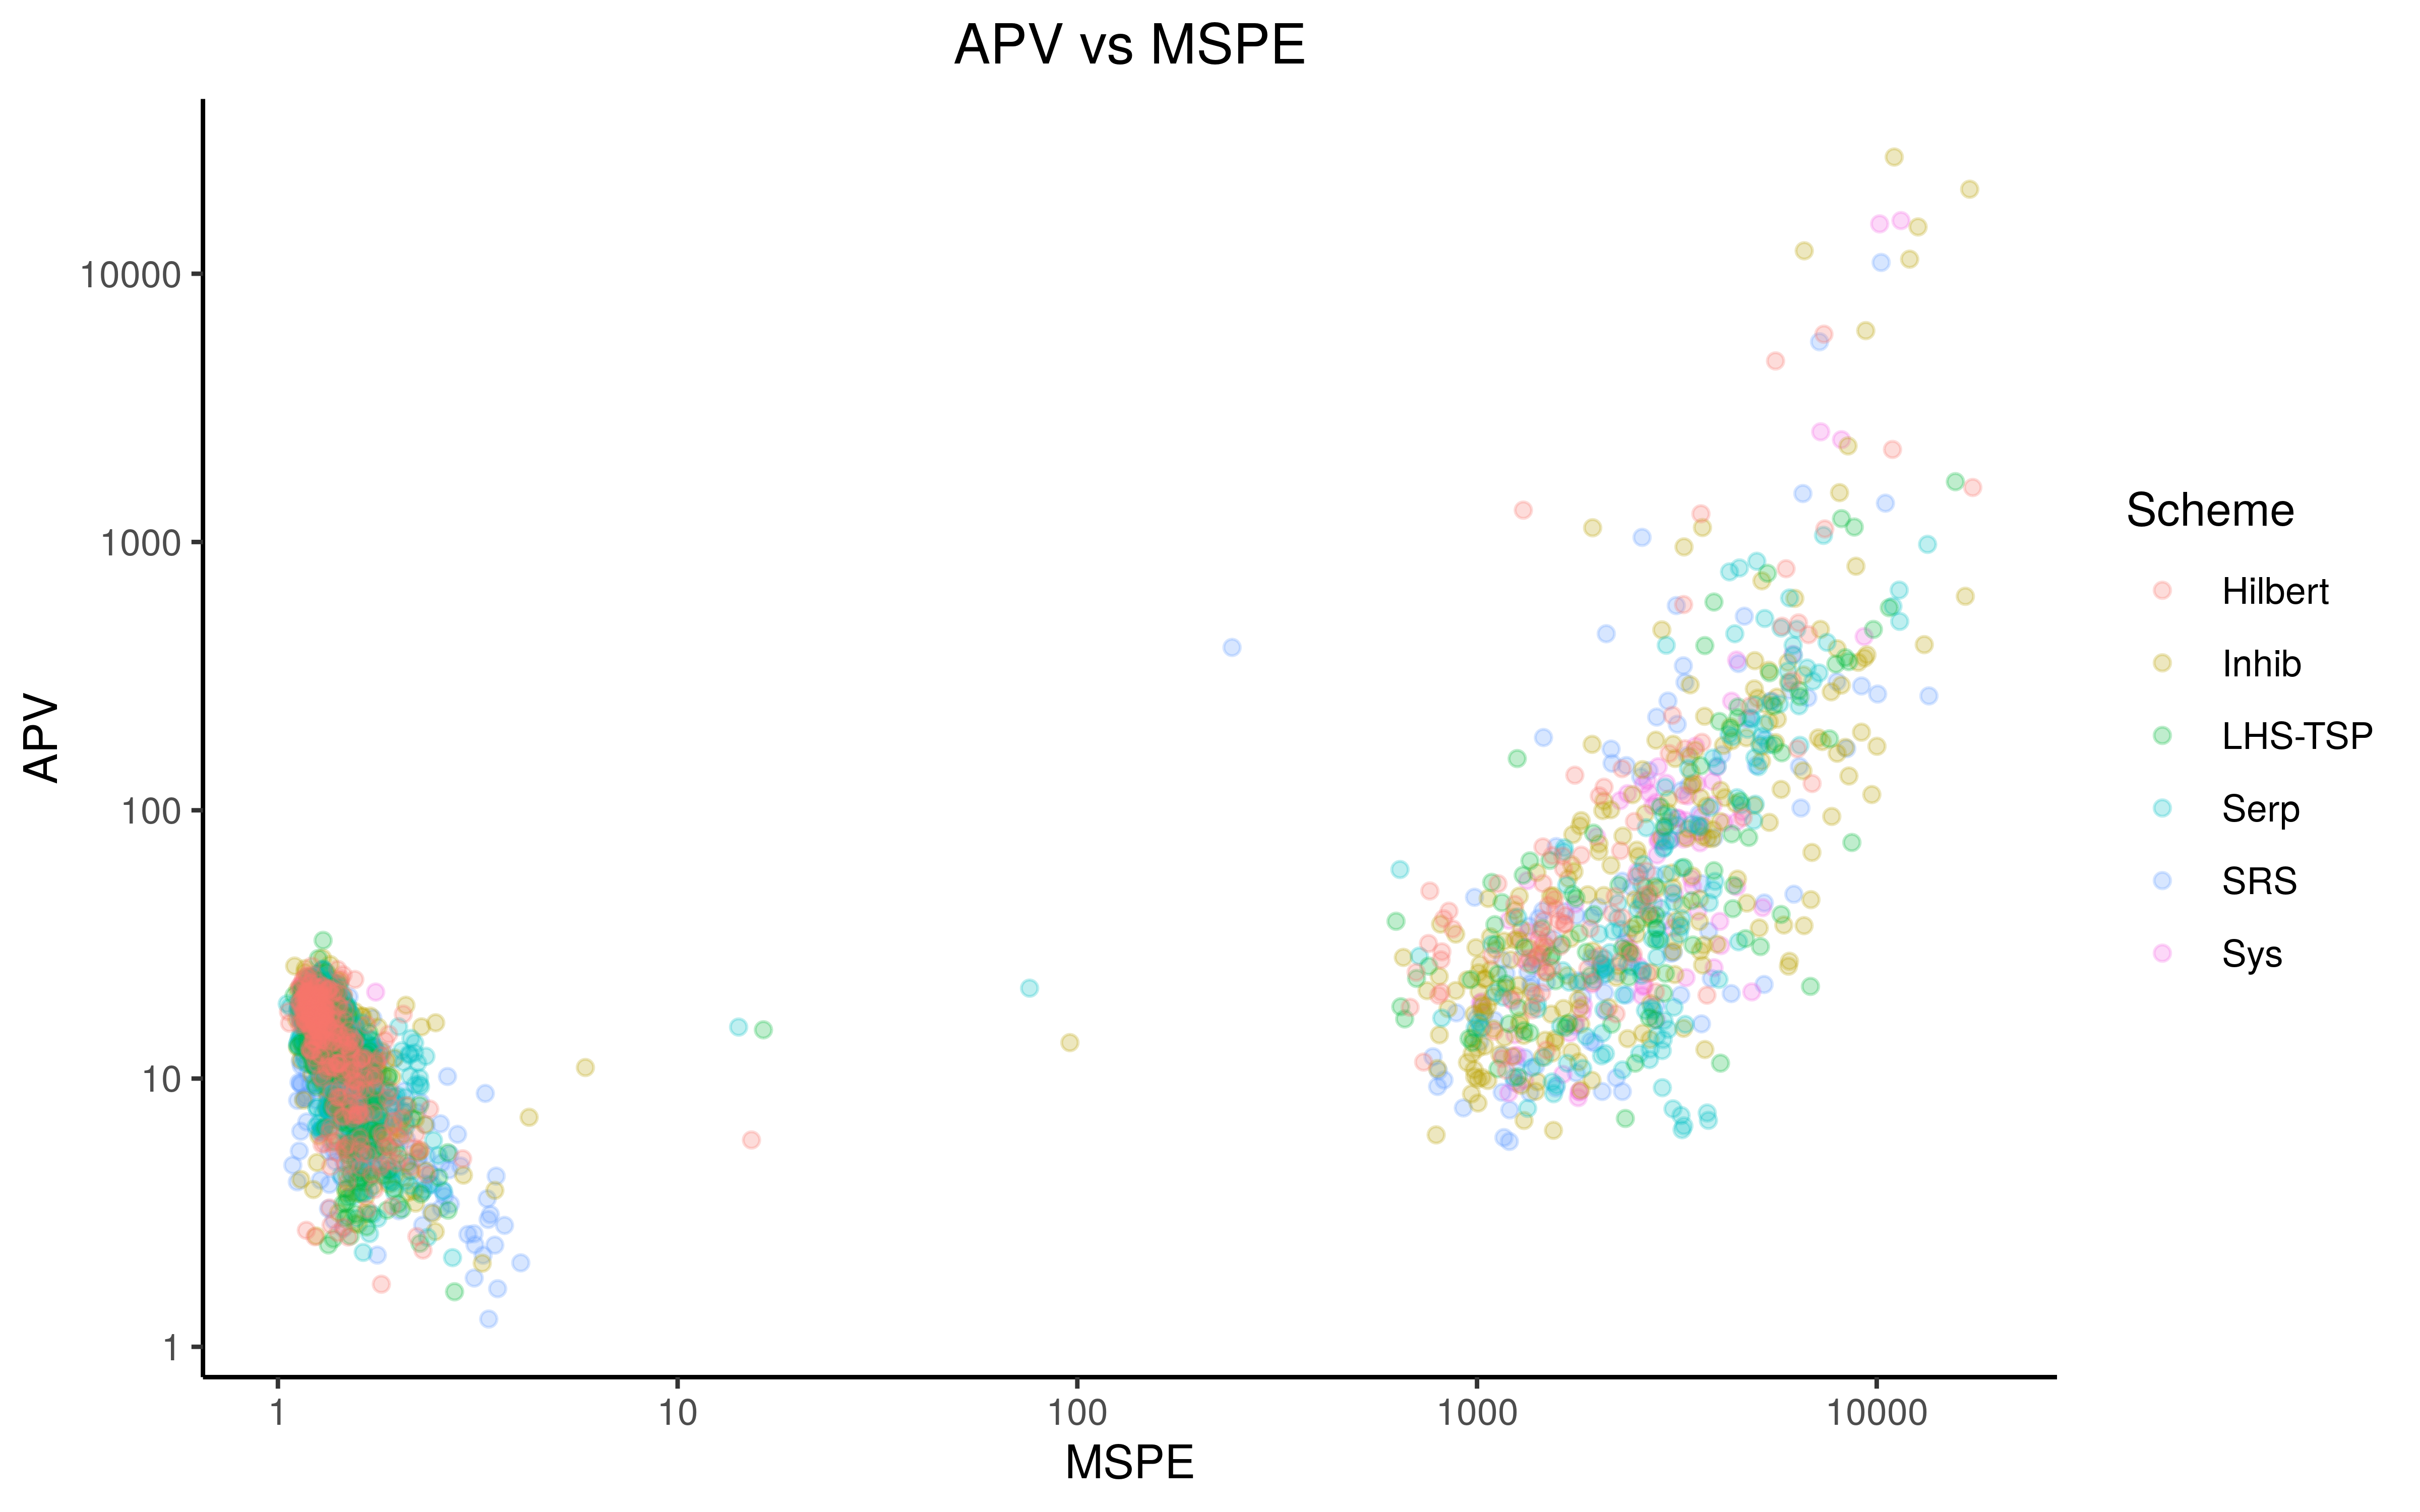 APV vs MSPE
APV
10000
1000
100
10
1
1 10 100 1000 10000
MSPE
Scheme
Hilbert
Inhib
LHS-TSP
Serp
SRS
Sys